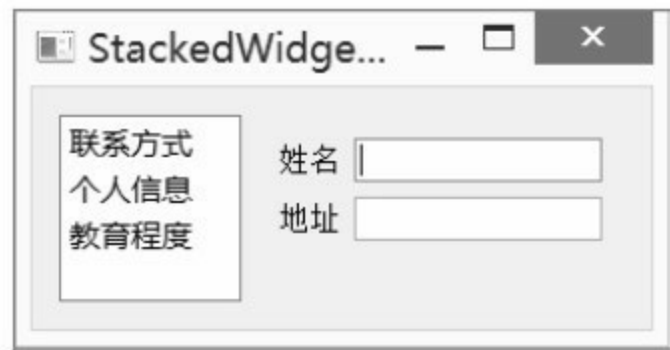 StackedWidge...
联系方式
个人信息
教育程度
姓名
地址